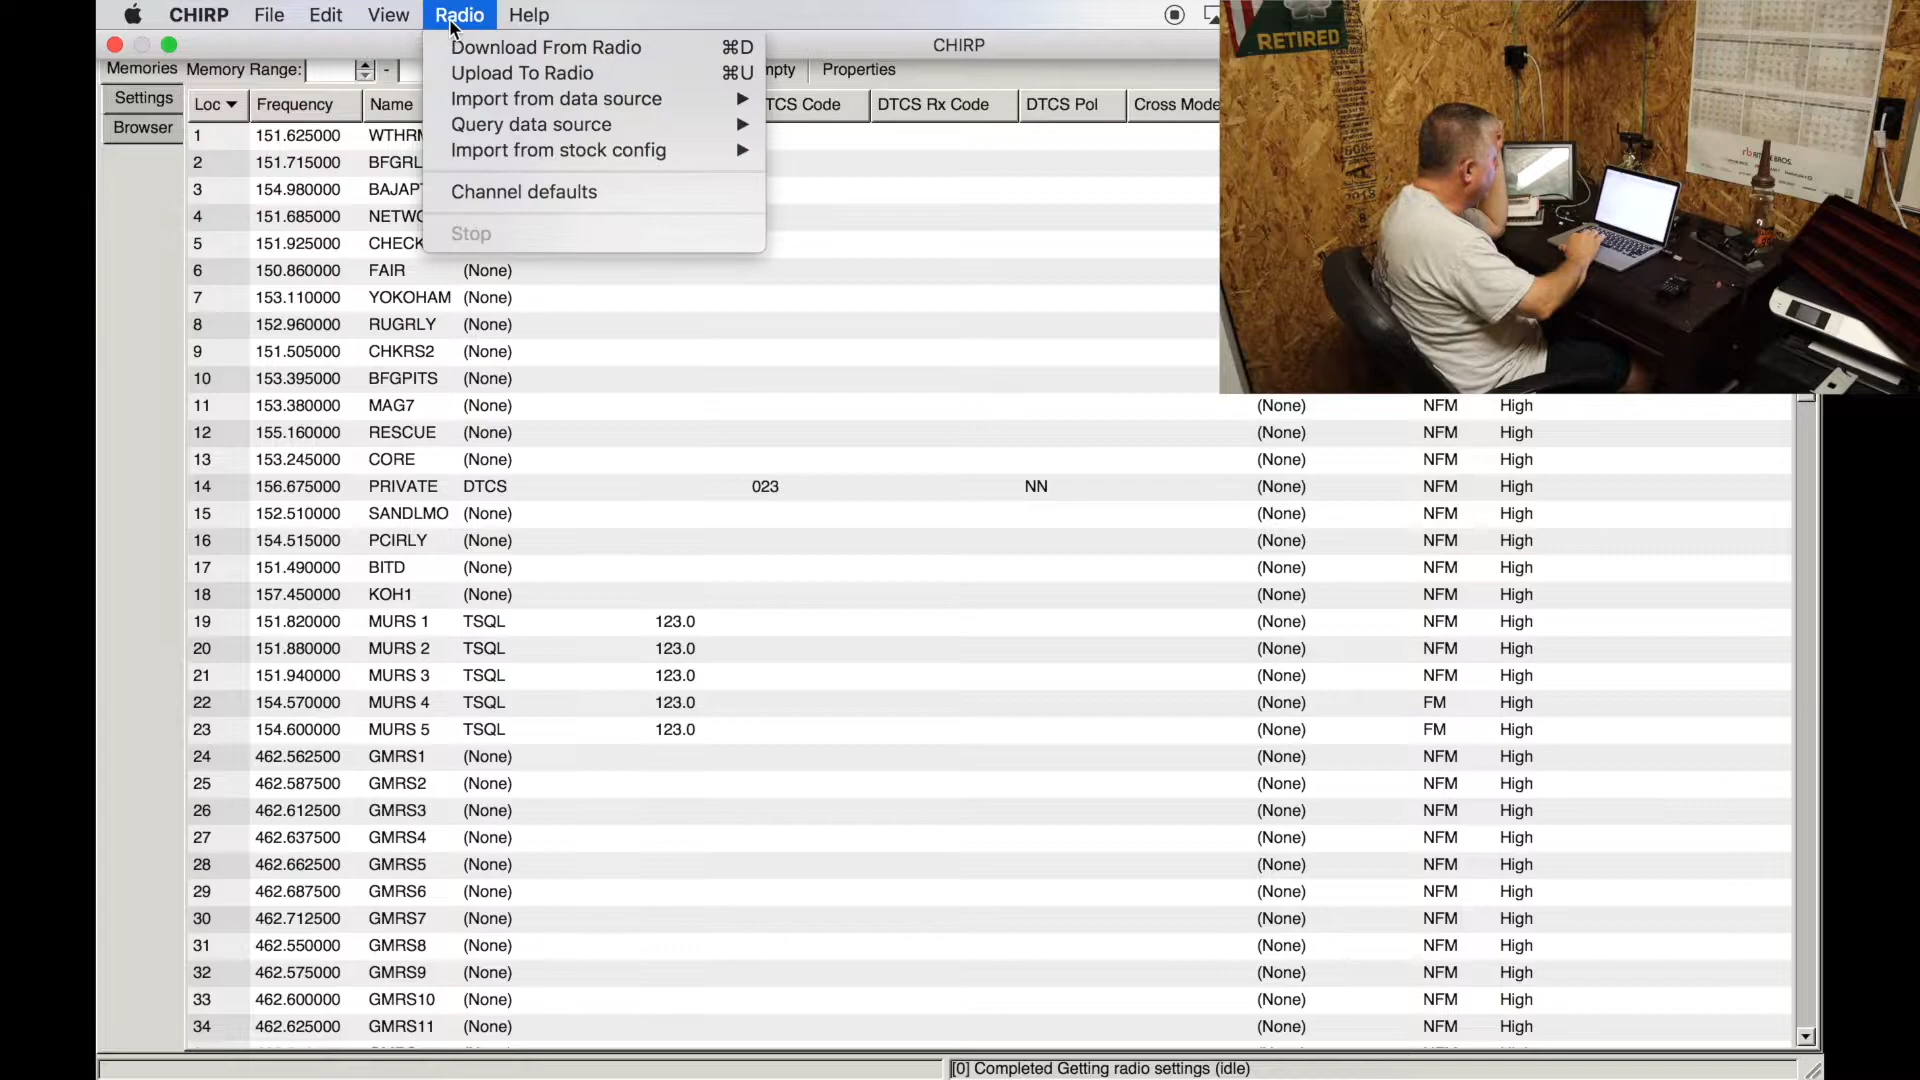 CHIRP File Edit View Radio Help
CHIRP
Download From Radio ⌘D
Upload To Radio ⌘U
Import from data source
Query data source
Import from stock config
Channel defaults
Stop
Memories Memory Range: - Properties
Settings
Browser
Loc Frequency Name DTCS Rx Code DTCS Pol Cross Mode
1 151.625000
2 151.715000
3 154.980000
4 151.685000
5 151.925000 CHECK
6 150.860000 FAIR (None)
7 153.110000 YOKOHAM (None)
8 152.960000 RUGRLY (None)
9 151.505000 CHKRS2 (None)
10 153.395000 BFGPITS (None)
11 153.380000 MAG7 (None) (None) NFM High
12 155.160000 RESCUE (None) (None) NFM High
13 153.245000 CORE (None) (None) NFM High
14 156.675000 PRIVATE DTCS 023 NN (None) NFM High
15 152.510000 SANDLMO (None) (None) NFM High
16 154.515000 PCIRLY (None) (None) NFM High
17 151.490000 BITD (None) (None) NFM High
18 157.450000 KOH1 (None) (None) NFM High
19 151.820000 MURS 1 TSQL 123.0 (None) NFM High
20 151.880000 MURS 2 TSQL 123.0 (None) NFM High
21 151.940000 MURS 3 TSQL 123.0 (None) NFM High
22 154.570000 MURS 4 TSQL 123.0 (None) FM High
23 154.600000 MURS 5 TSQL 123.0 (None) FM High
24 462.562500 GMRS1 (None) (None) NFM High
25 462.587500 GMRS2 (None) (None) NFM High
26 462.612500 GMRS3 (None) (None) NFM High
27 462.637500 GMRS4 (None) (None) NFM High
28 462.662500 GMRS5 (None) (None) NFM High
29 462.687500 GMRS6 (None) (None) NFM High
30 462.712500 GMRS7 (None) (None) NFM High
31 462.550000 GMRS8 (None) (None) NFM High
32 462.575000 GMRS9 (None) (None) NFM High
33 462.600000 GMRS10 (None) (None) NFM High
34 462.625000 GMRS11 (None) (None) NFM High
[0] Completed Getting radio settings (idle)
RETIRED